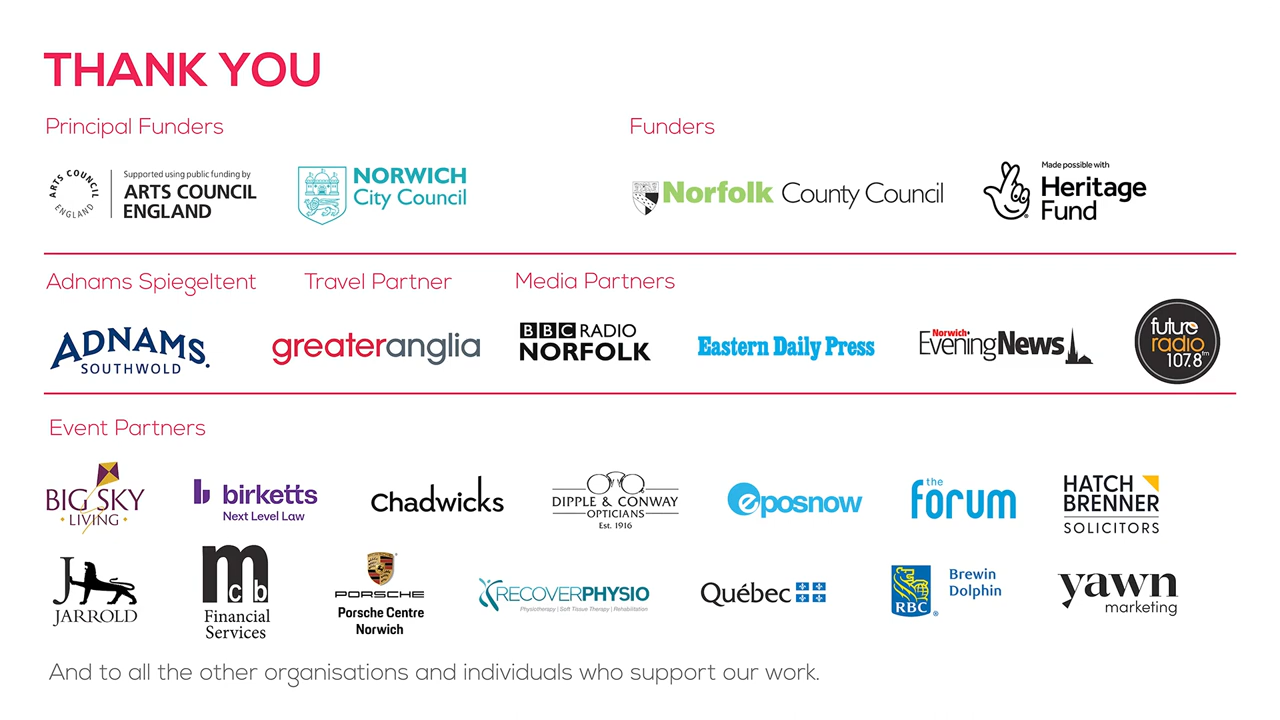 THANK YOU
Principal Funders
Funders
ARTS COUNCIL ENGLAND
Supported using public funding by
ARTS COUNCIL
ENGLAND
NORWICH
City Council
Norfolk County Council
Made possible with
Heritage
Fund
Adnams Spiegeltent
Travel Partner
Media Partners
ADNAMS
SOUTHWOLD
greateranglia
BBC RADIO
NORFOLK
Eastern Daily Press
Norwich
Evening News
future
radio
107.8fm
Event Partners
BIG SKY
LIVING
birketts
Next Level Law
Chadwicks
DIPPLE & CONWAY
OPTICIANS
Est. 1916
eposnow
the
forum
HATCH
BRENNER
SOLICITORS
JARROLD
mcb
Financial
Services
PORSCHE
Porsche Centre
Norwich
RECOVERPHYSIO
Physiotherapy | Soft Tissue Therapy | Rehabilitation
Québec
RBC
Brewin
Dolphin
yawn
marketing
And to all the other organisations and individuals who support our work.